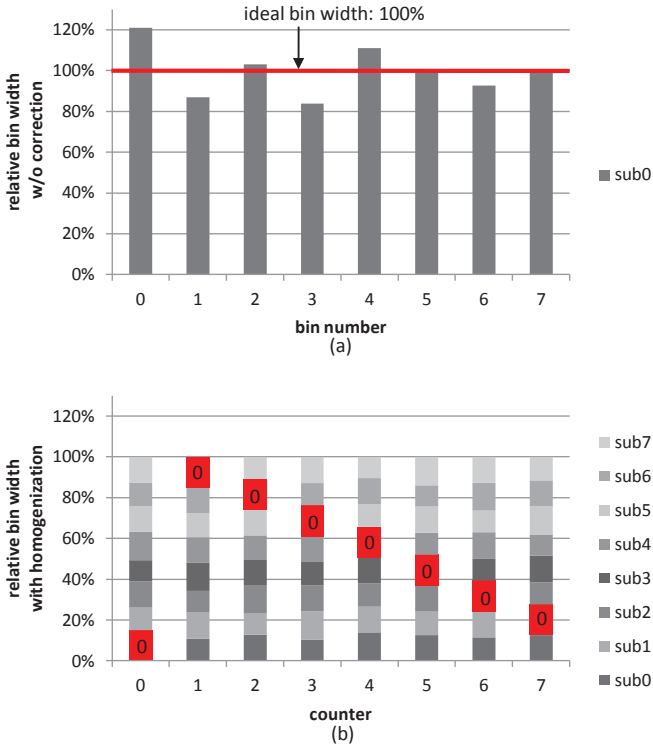 ideal bin width: 100%
120%
100%
80%
60%
40%
20%
0%
relative bin width
w/o correction
0 1 2 3 4 5 6 7
bin number
(a)
sub0
120%
100%
80%
60%
40%
20%
0%
relative bin width
with homogenization
0 0 0 0 0 0 0 0
0 1 2 3 4 5 6 7
counter
(b)
sub7
sub6
sub5
sub4
sub3
sub2
sub1
sub0